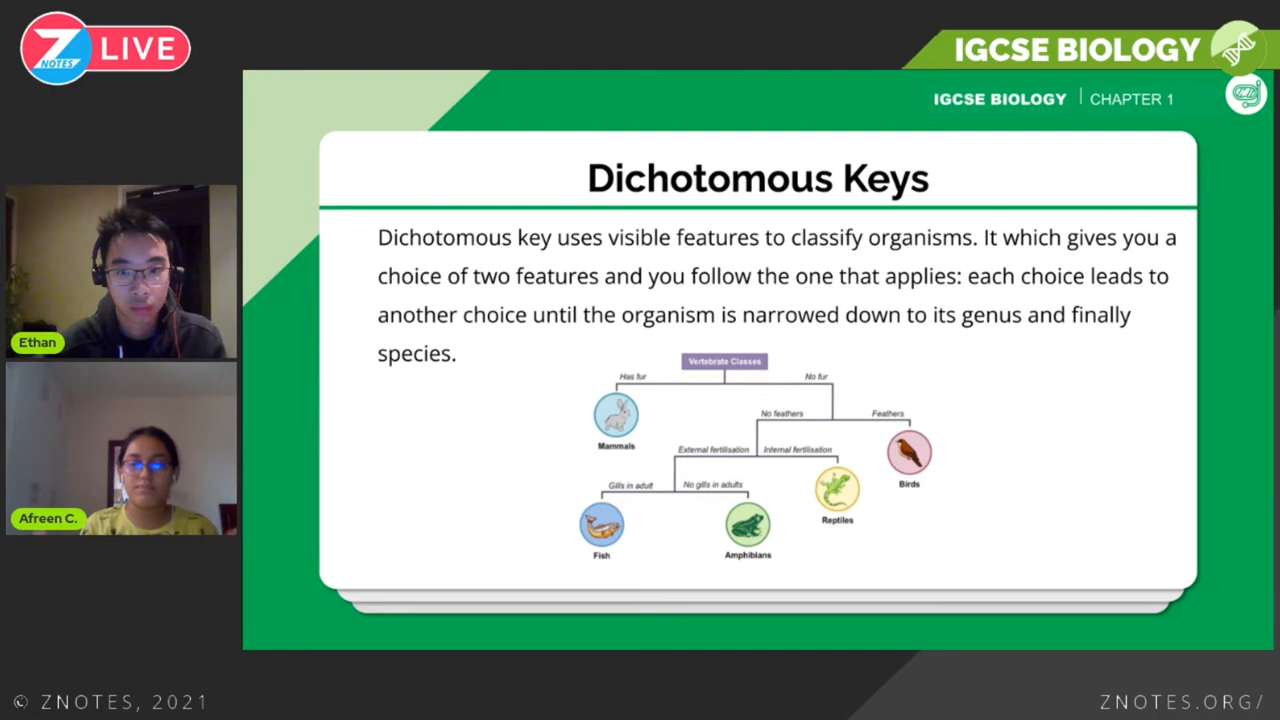 Z LIVE
NOTES
IGCSE BIOLOGY
IGCSE BIOLOGY | CHAPTER 1
Dichotomous Keys
Dichotomous key uses visible features to classify organisms. It which gives you a
choice of two features and you follow the one that applies: each choice leads to
another choice until the organism is narrowed down to its genus and finally
species.
Vertebrate Classes
Has fur
No fur
Mammals
No feathers
Feathers
Birds
External fertilisation
Internal fertilisation
Reptiles
Gills in adult
No gills in adults
Fish
Amphibians
Ethan
Afreen C.
© ZNOTES, 2021
ZNOTES.ORG/